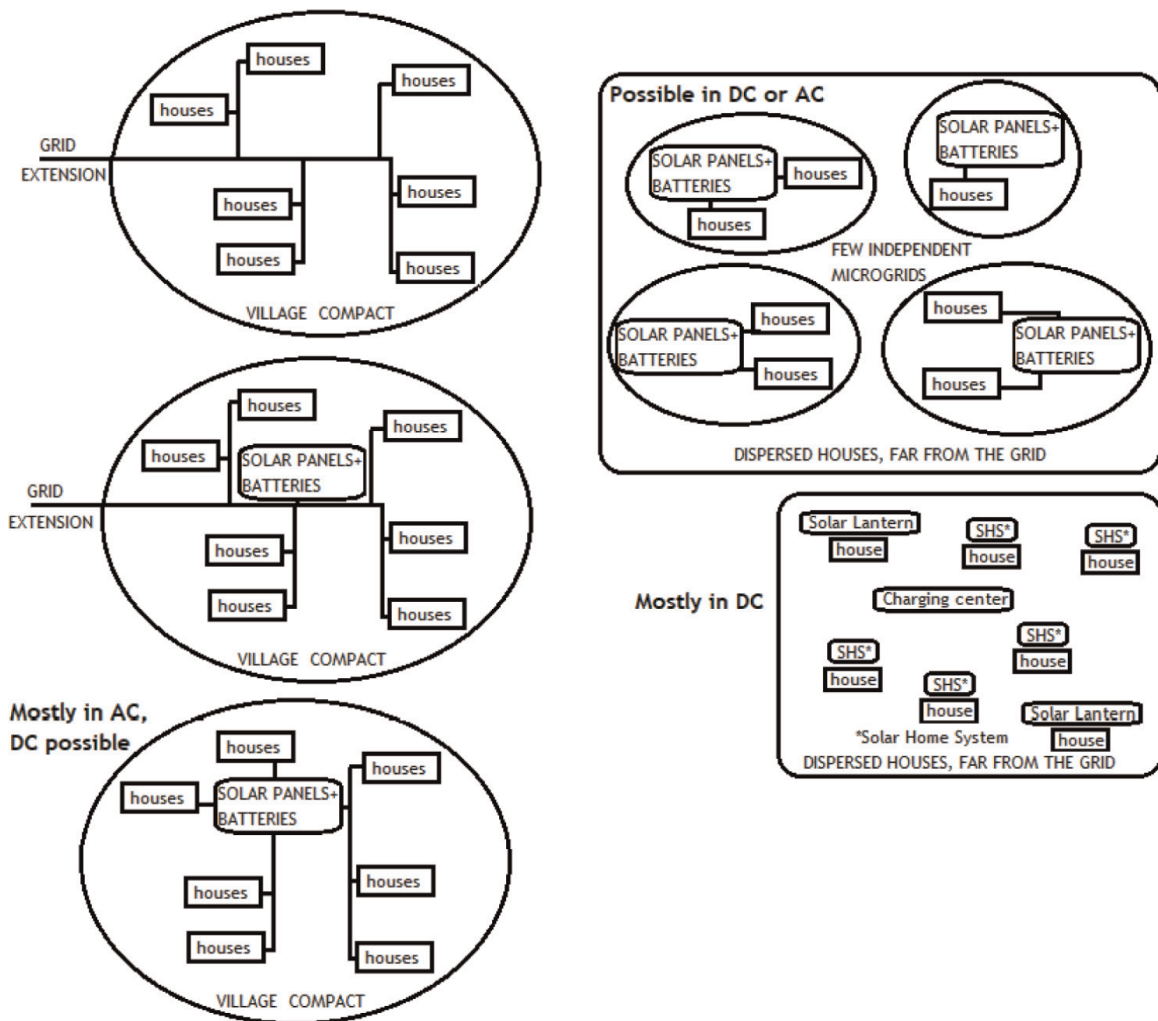 houses
houses
houses
GRID
EXTENSION
houses
houses
houses
houses
VILLAGE COMPACT
houses
houses
houses
SOLAR PANELS+
BATTERIES
GRID
EXTENSION
houses
houses
houses
houses
VILLAGE COMPACT
Mostly in AC,
DC possible
houses
houses
houses
SOLAR PANELS+
BATTERIES
houses
houses
houses
houses
VILLAGE COMPACT
Possible in DC or AC
SOLAR PANELS+
BATTERIES
houses
houses
SOLAR PANELS+
BATTERIES
houses
FEW INDEPENDENT
MICROGRIDS
SOLAR PANELS+
BATTERIES
houses
houses
houses
SOLAR PANELS+
BATTERIES
houses
DISPERSED HOUSES, FAR FROM THE GRID
Mostly in DC
Solar Lantern
house
SHS*
house
SHS*
house
Charging center
SHS*
house
SHS*
house
SHS*
house
Solar Lantern
house
*Solar Home System
DISPERSED HOUSES, FAR FROM THE GRID